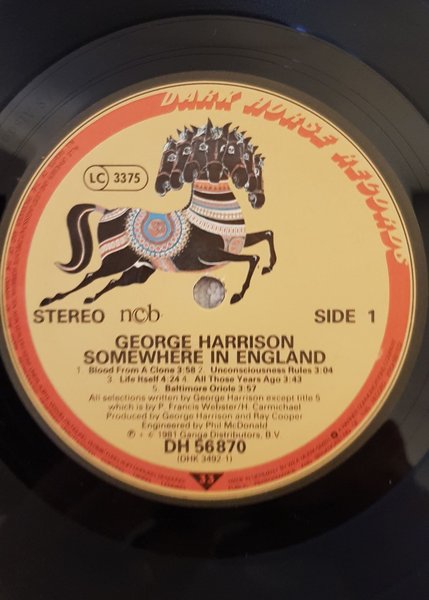 DARK HORSE RECORDS
LC 3375
STEREO ncb SIDE 1
GEORGE HARRISON
SOMEWHERE IN ENGLAND
1. Blood From A Clone 3:58 2. Unconsciousness Rules 3:04
3. Life Itself 4:24 4. All Those Years Ago 3:43
5. Baltimore Oriole 3:57
All selections written by George Harrison except title 5
which is by P. Francis Webster/H. Carmichael
Produced by George Harrison and Ray Cooper
Engineered by Phil McDonald
1981 Ganga Distributors, B.V.
DH 56870
(DHK 3492 1)
33